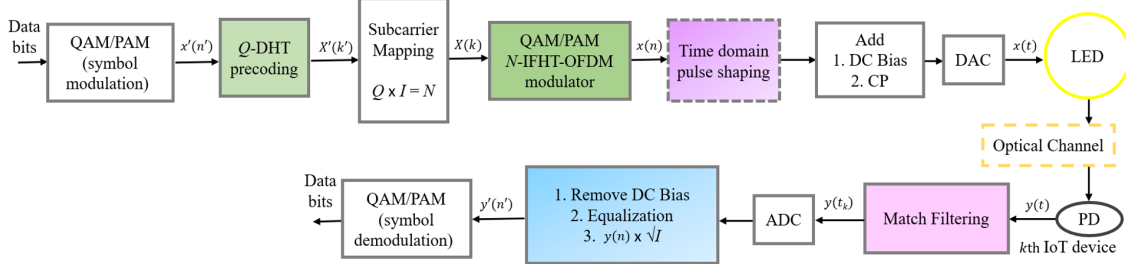 Data
bits
QAM/PAM
(symbol
modulation)
x′(n′)
Q-DHT
precoding
X′(k′)
Subcarrier
Mapping
Q x I = N
X(k)
QAM/PAM
N-IFHT-OFDM
modulator
x(n)
Time domain
pulse shaping
Add
1. DC Bias
2. CP
DAC
x(t)
LED
Optical Channel
PD
kth IoT device
y(t)
Match Filtering
y(tₖ)
ADC
1. Remove DC Bias
2. Equalization
3. y(n) x √I
y′(n′)
QAM/PAM
(symbol
demodulation)
Data
bits